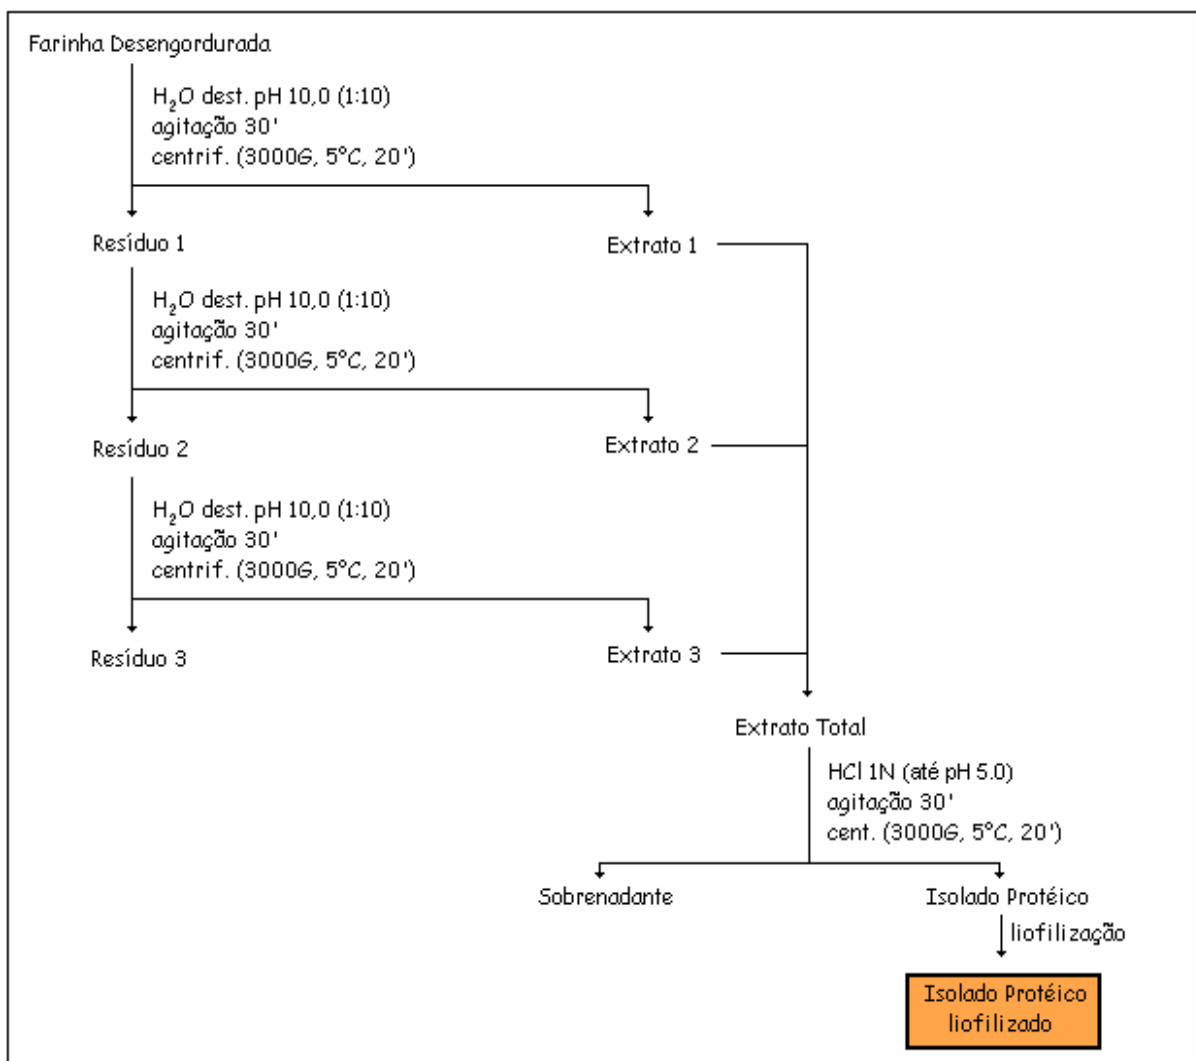 Farinha Desengordurada
H₂O dest. pH 10,0 (1:10)
agitação 30'
centrif. (3000G, 5°C, 20')
Resíduo 1
Extrato 1
H₂O dest. pH 10,0 (1:10)
agitação 30'
centrif. (3000G, 5°C, 20')
Resíduo 2
Extrato 2
H₂O dest. pH 10,0 (1:10)
agitação 30'
centrif. (3000G, 5°C, 20')
Resíduo 3
Extrato 3
Extrato Total
HCl 1N (até pH 5.0)
agitação 30'
cent. (3000G, 5°C, 20')
Sobrenadante
Isolado Protéico
liofilização
Isolado Protéico
liofilizado